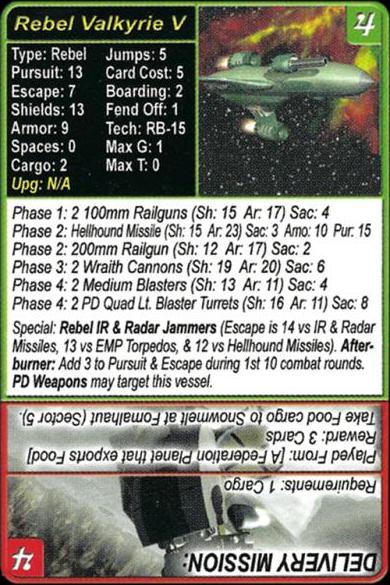 Rebel Valkyrie V
4
Type: Rebel Jumps: 5
Pursuit: 13 Card Cost: 5
Escape: 7 Boarding: 2
Shields: 13 Fend Off: 1
Armor: 9 Tech: RB-15
Spaces: 0 Max G: 1
Cargo: 2 Max T: 0
Upg: N/A
Phase 1: 2 100mm Railguns (Sh: 15 Ar: 17) Sac: 4
Phase 2: Hellhound Missile (Sh: 15 Ar: 23) Sac: 3 Amo: 10 Pur: 15
Phase 2: 200mm Railgun (Sh: 12 Ar: 17) Sac: 2
Phase 3: 2 Wraith Cannons (Sh: 19 Ar: 20) Sac: 6
Phase 4: 2 Medium Blasters (Sh: 13 Ar: 11) Sac: 4
Phase 4: 2 PD Quad Lt. Blaster Turrets (Sh: 16 Ar: 11) Sac: 8
Special: Rebel IR & Radar Jammers (Escape is 14 vs IR & Radar
Missiles, 13 vs EMP Torpedos, & 12 vs Hellhound Missiles). After-
burner: Add 3 to Pursuit & Escape during 1st 10 combat rounds.
PD Weapons may target this vessel.
DELIVERY MISSION:
4
Requirements: 1 Cargo
Played From: [A Federation Planet that exports Food]
Reward: 3 Cards
Take Food cargo to Snowmelt at Fomalhaut (Sector) 5.